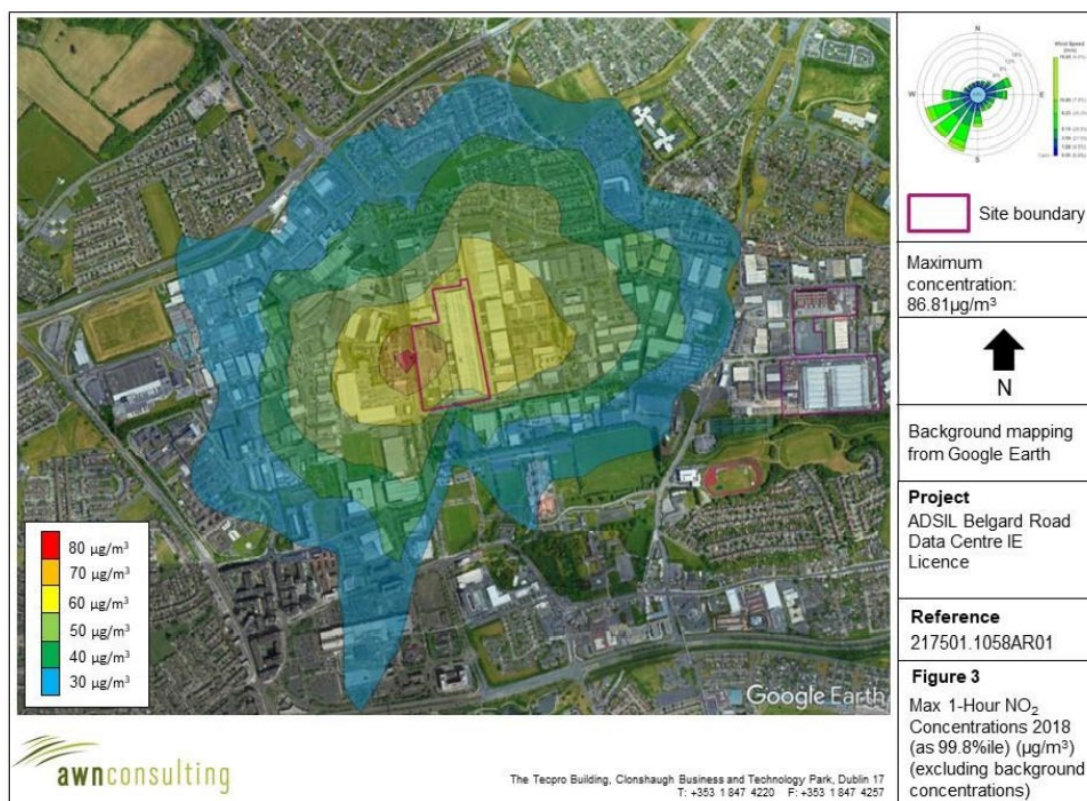 N
W
E
S
Site boundary
Maximum
concentration:
86.81µg/m³
N
Background mapping
from Google Earth
Project
ADSIL Belgard Road
Data Centre IE
Licence
Reference
217501.1058AR01
Figure 3
Max 1-Hour NO₂
Concentrations 2018
(as 99.8%ile) (µg/m³)
(excluding background
concentrations)
80 µg/m³
70 µg/m³
60 µg/m³
50 µg/m³
40 µg/m³
30 µg/m³
Google Earth
awnconsulting
The Tecpro Building, Clonshaugh Business and Technology Park, Dublin 17
T: +353 1 847 4220 F: +353 1 847 4257